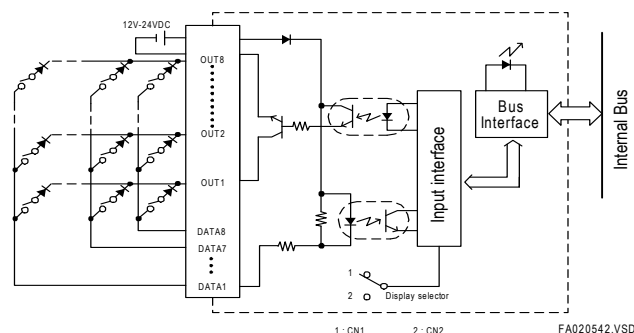 12V-24VDC
OUT8
OUT2
OUT1
DATA8
DATA7
DATA1
Input interface
Bus
Interface
Internal Bus
1
2
Display selector
1 : CN1
2 : CN2
FA020542.VSD